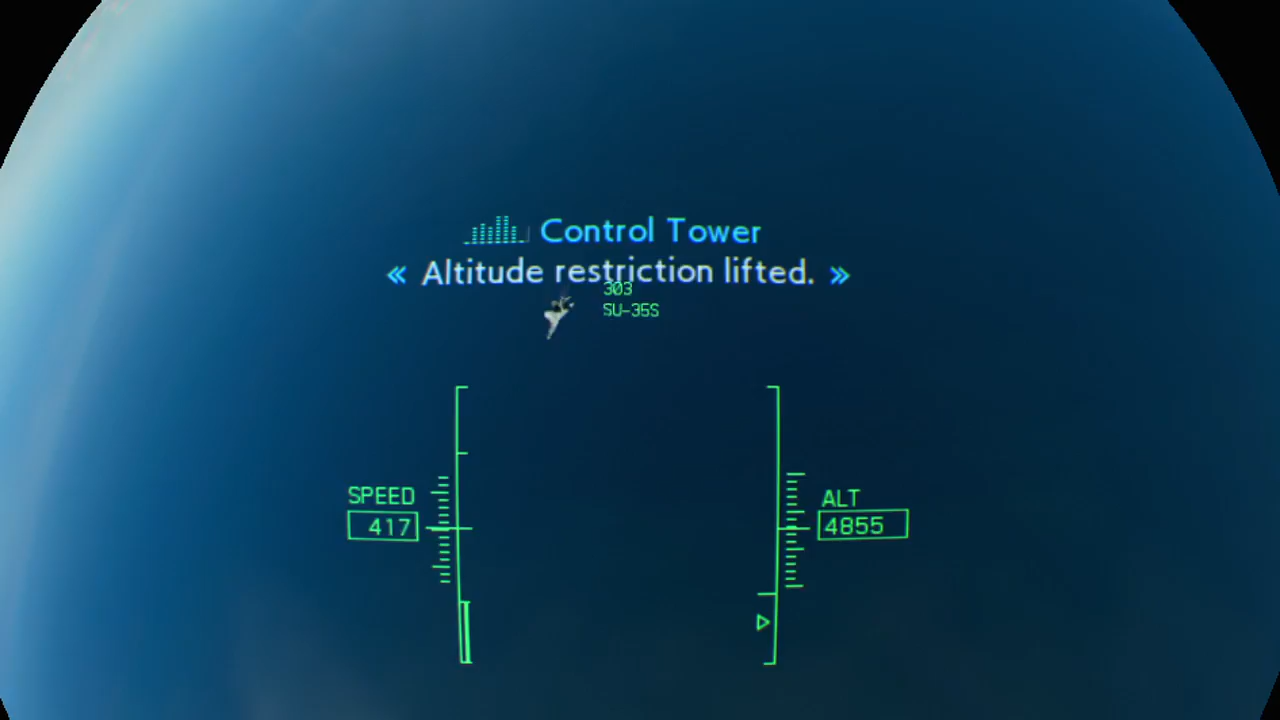 Control Tower
« Altitude restriction lifted. »
303
SU-35S
SPEED
417
ALT
4855